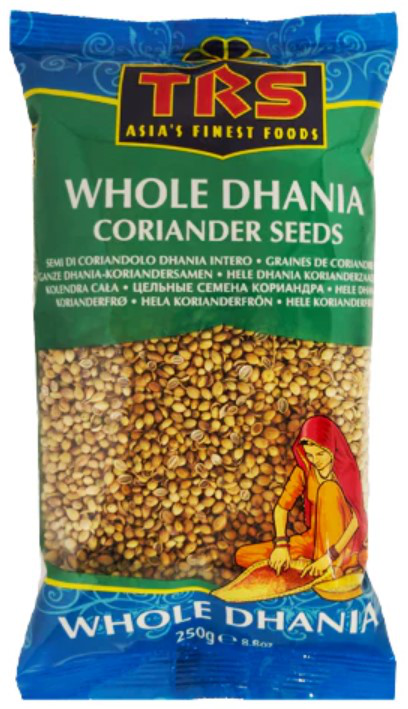 TRS
ASIA'S FINEST FOODS
WHOLE DHANIA
CORIANDER SEEDS
SEMI DI CORIANDOLO DHANIA INTERO • GRAINES DE CORIANDRE
GANZE DHANIA-KORIANDERSAMEN • HELE DHANIA KORIANDERZAAD
KOLENDRA CAŁA • ЦЕЛЬНЫЕ СЕМЕНА КОРИАНДРА • HELE DHANIA
KORIANDERFRØ • HELA KORIANDERFRÖN • HELE KORIANDERFRØ
WHOLE DHANIA
250g℮ 8.8oz